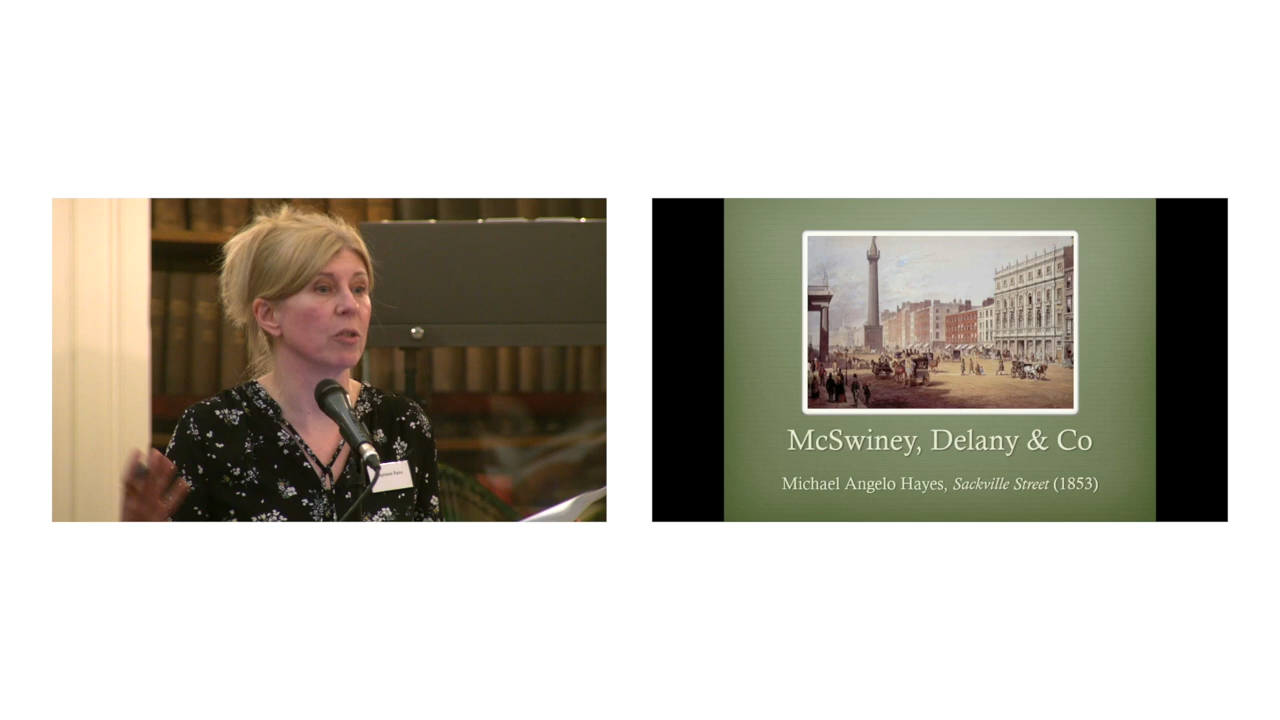 McSwiney, Delany & Co
Michael Angelo Hayes, Sackville Street (1853)